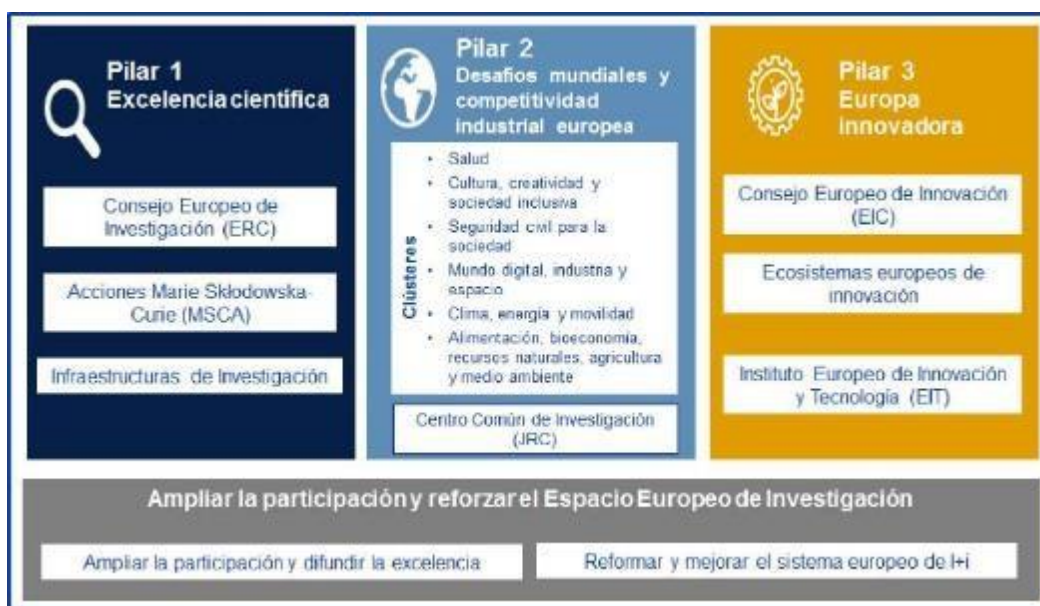 Pilar 1
Excelencia científica
Consejo Europeo de
Investigación (ERC)
Acciones Marie Skłodowska-
Curie (MSCA)
Infraestructuras de Investigación
Pilar 2
Desafios mundiales y
competitividad
industrial europea
Clústeres
• Salud
• Cultura, creatividad y
sociedad inclusiva
• Seguridad civil para la
sociedad
• Mundo digital, industria y
espacio
• Clima, energía y movilidad
• Alimentación, bioeconomía,
recursos naturales, agricultura
y medio ambiente
Centro Común de Investigación
(JRC)
Pilar 3
Europa
innovadora
Consejo Europeo de Innovación
(EIC)
Ecosistemas europeos de
innovación
Instituto Europeo de Innovación
y Tecnología (EIT)
Ampliar la participación y reforzar el Espacio Europeo de Investigación
Ampliar la participación y difundir la excelencia
Reformar y mejorar el sistema europeo de I+i